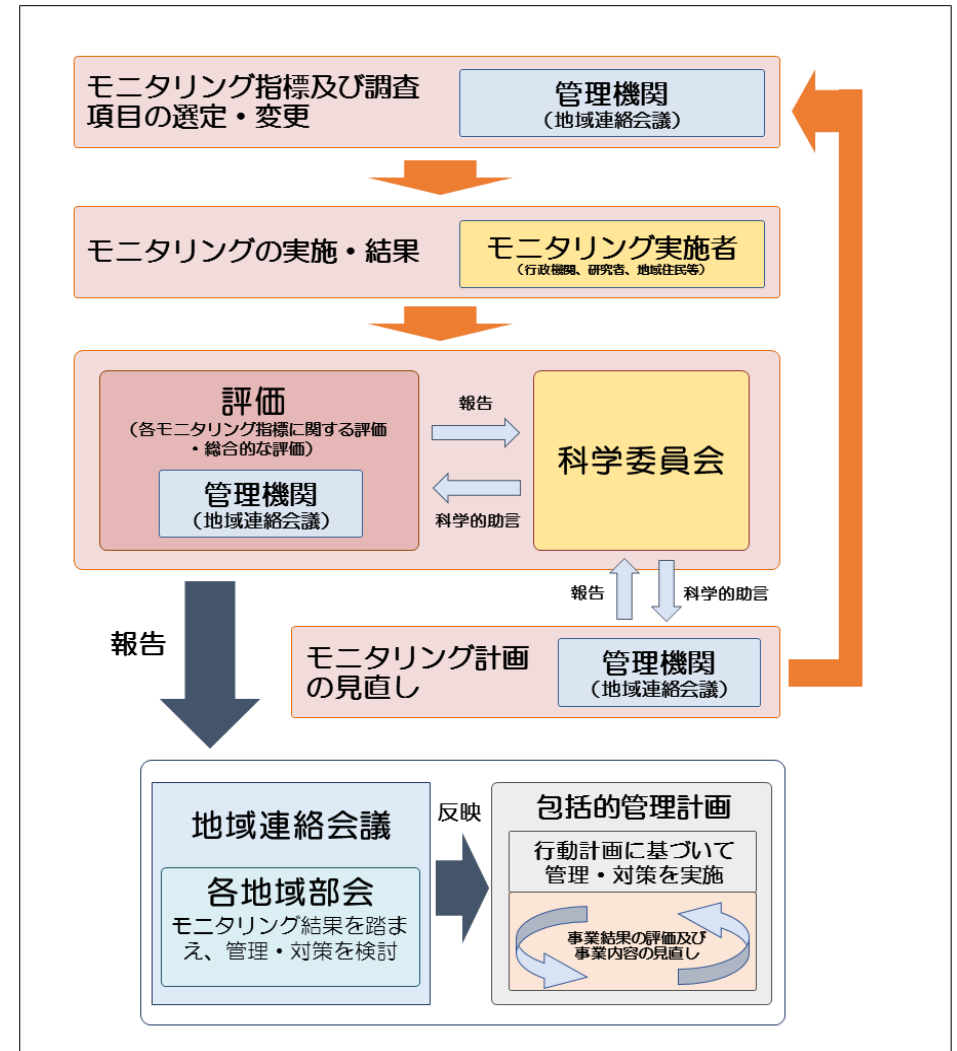 モニタリング指標及び調査
項目の選定・変更
管理機関
（地域連絡会議）
モニタリングの実施・結果
モニタリング実施者
（行政機関、研究者、地域住民等）
評価
（各モニタリング指標に関する評価
・総合的な評価）
管理機関
（地域連絡会議）
報告
科学的助言
科学委員会
報告
科学的助言
報告
モニタリング計画
の見直し
管理機関
（地域連絡会議）
地域連絡会議
各地域部会
モニタリング結果を踏ま
え、管理・対策を検討
反映
包括的管理計画
行動計画に基づいて
管理・対策を実施
事業結果の評価及び
事業内容の見直し